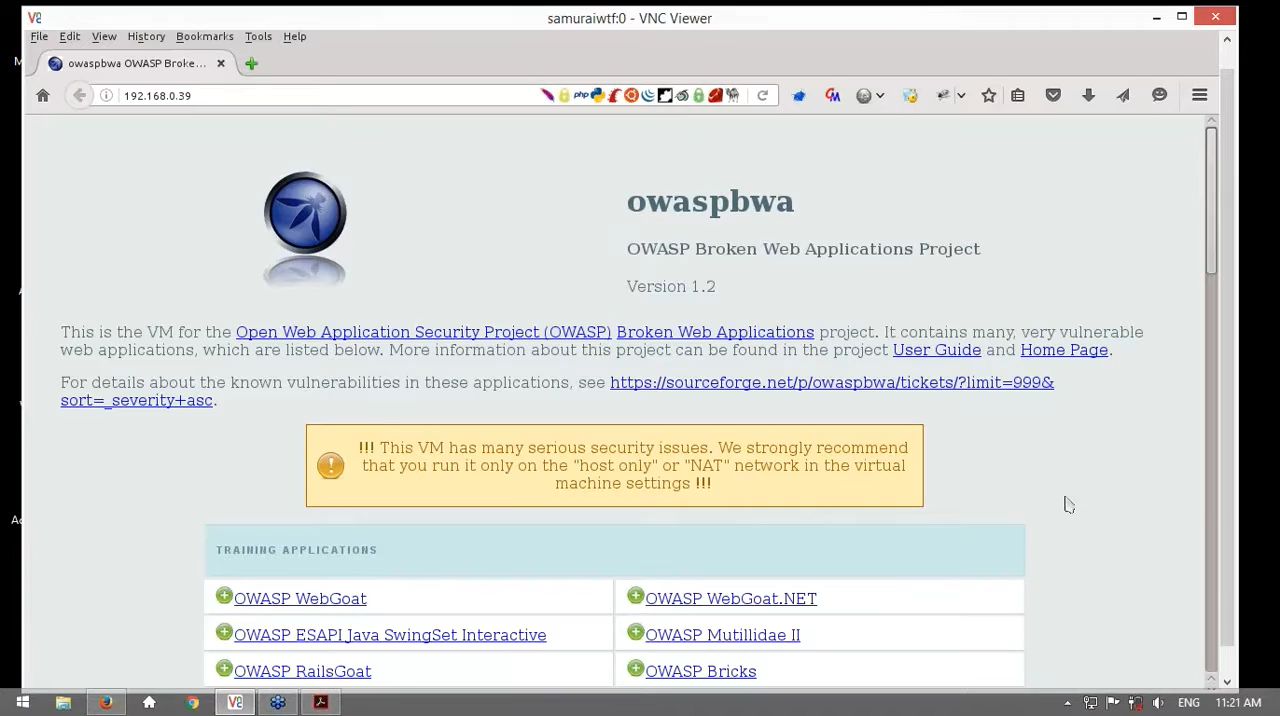 samuraiwtf:0 - VNC Viewer
File Edit View History Bookmarks Tools Help
owaspbwa OWASP Broke...
192.168.0.39
owaspbwa
OWASP Broken Web Applications Project
Version 1.2
This is the VM for the Open Web Application Security Project (OWASP) Broken Web Applications project. It contains many, very vulnerable
web applications, which are listed below. More information about this project can be found in the project User Guide and Home Page.
For details about the known vulnerabilities in these applications, see https://sourceforge.net/p/owaspbwa/tickets/?limit=999&
sort=_severity+asc.
!!! This VM has many serious security issues. We strongly recommend
that you run it only on the "host only" or "NAT" network in the virtual
machine settings !!!
TRAINING APPLICATIONS
OWASP WebGoat
OWASP WebGoat.NET
OWASP ESAPI Java SwingSet Interactive
OWASP Mutillidae II
OWASP RailsGoat
OWASP Bricks
ENG 11:21 AM